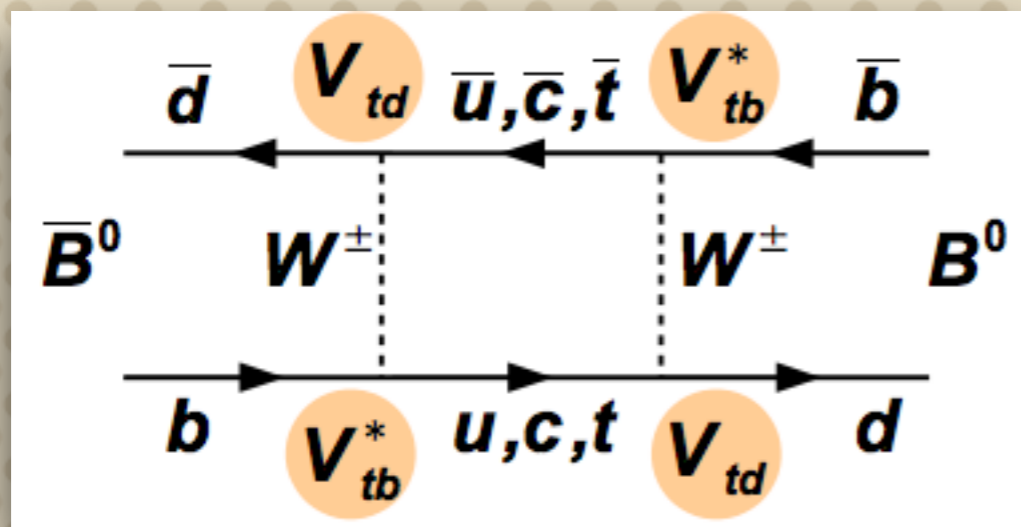 d̅ V_td u̅,c̅,t̅ V*_tb b̅
B̅⁰ W± W± B⁰
b V*_tb u,c,t V_td d